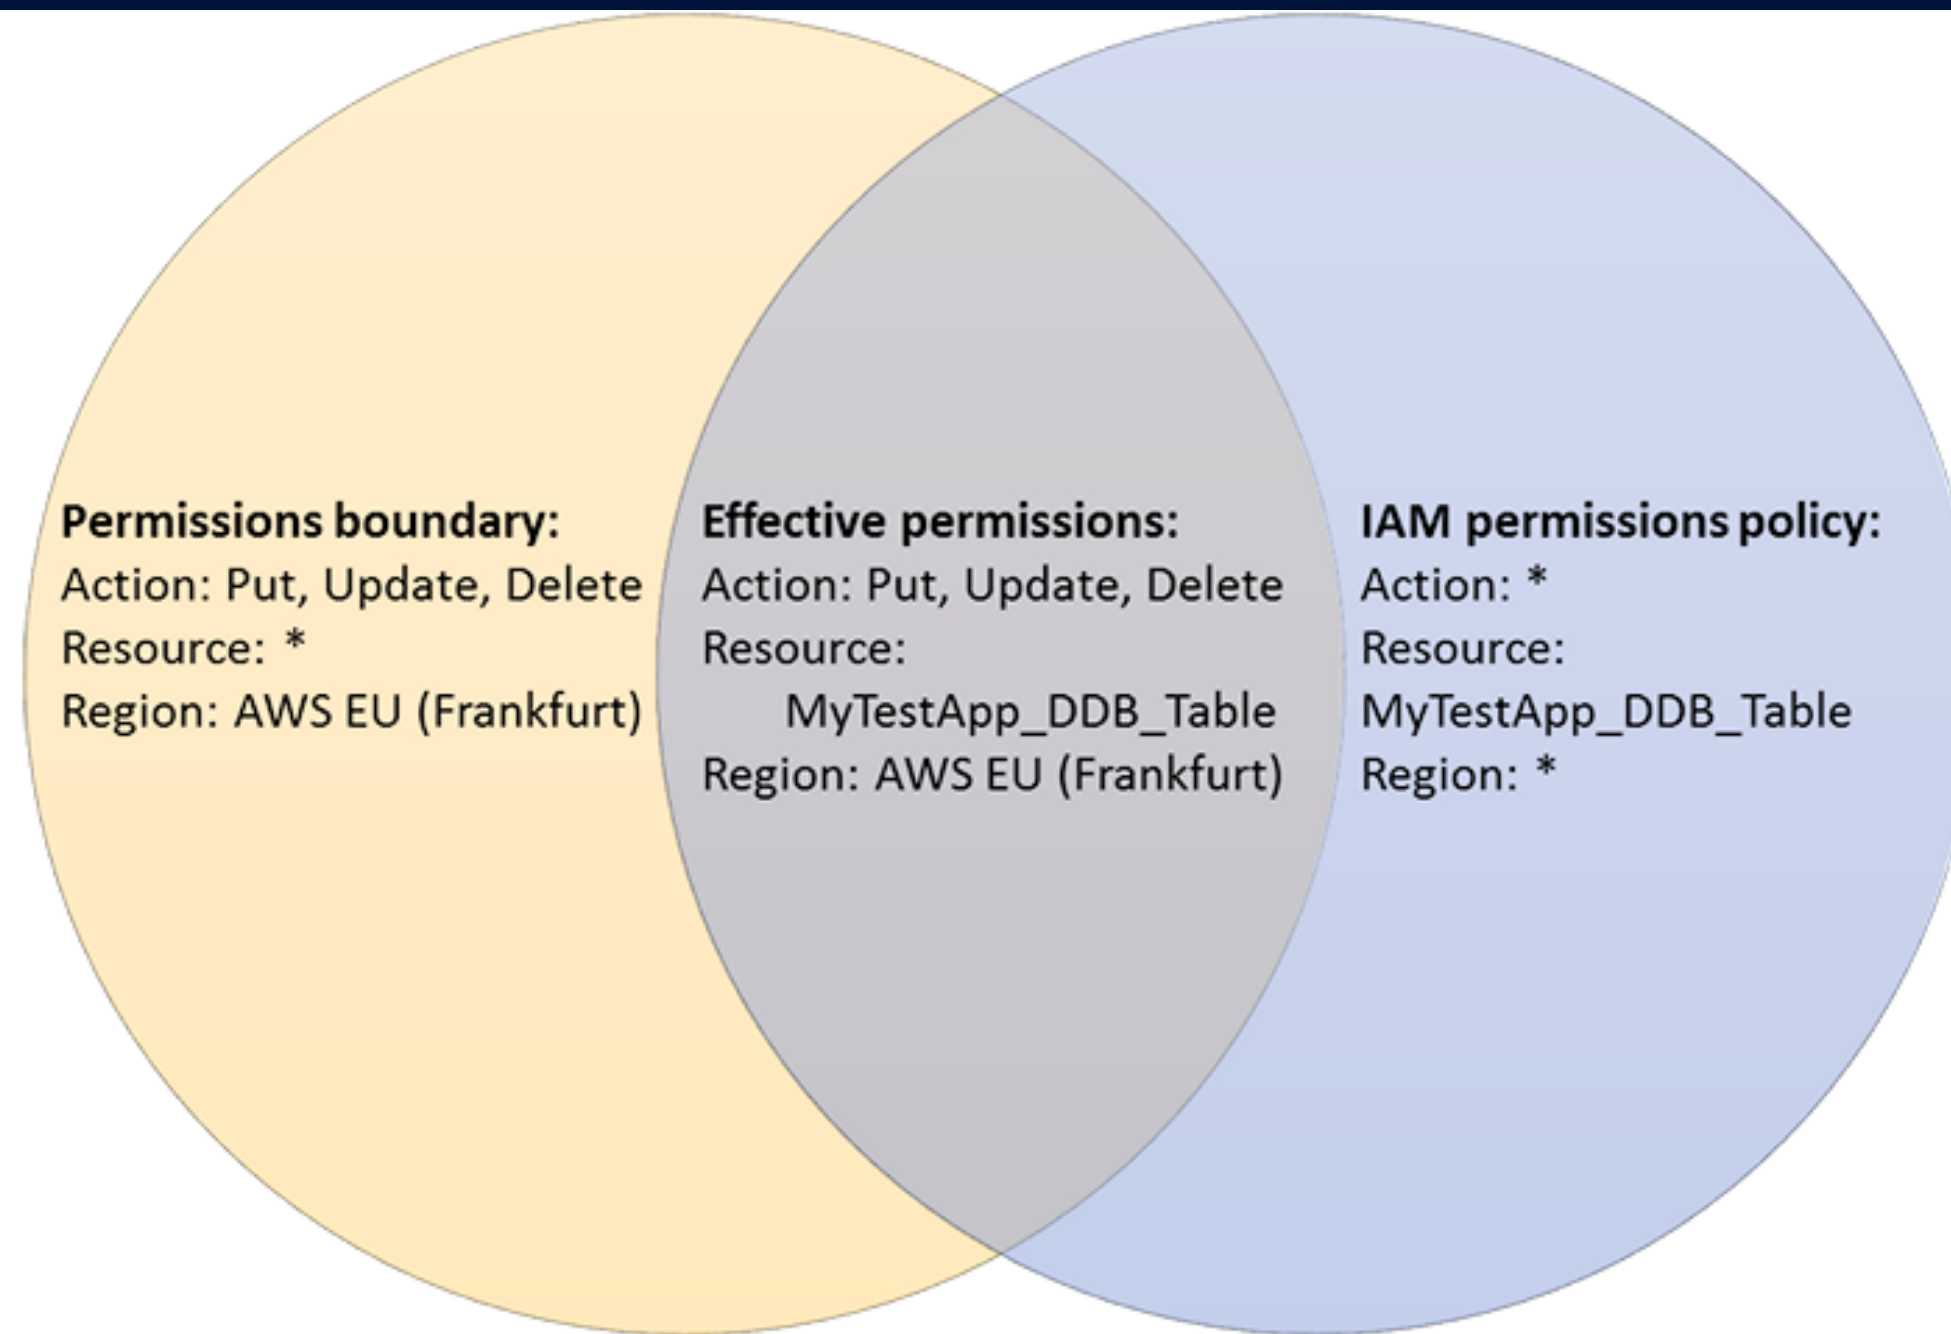 Permissions boundary:
Action: Put, Update, Delete
Resource: *
Region: AWS EU (Frankfurt)
Effective permissions:
Action: Put, Update, Delete
Resource:
MyTestApp_DDB_Table
Region: AWS EU (Frankfurt)
IAM permissions policy:
Action: *
Resource:
MyTestApp_DDB_Table
Region: *